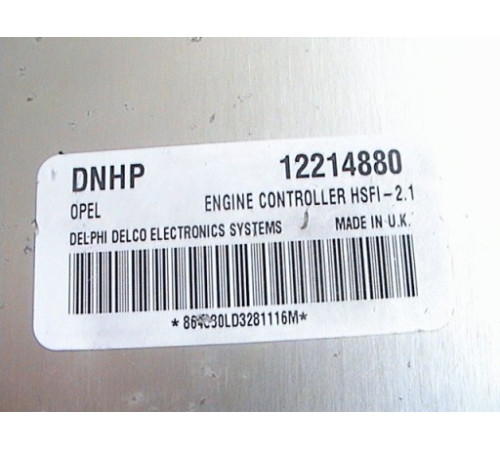 DNHP 12214880
OPEL ENGINE CONTROLLER HSFI-2.1
DELPHI DELCO ELECTRONICS SYSTEMS MADE IN U.K.